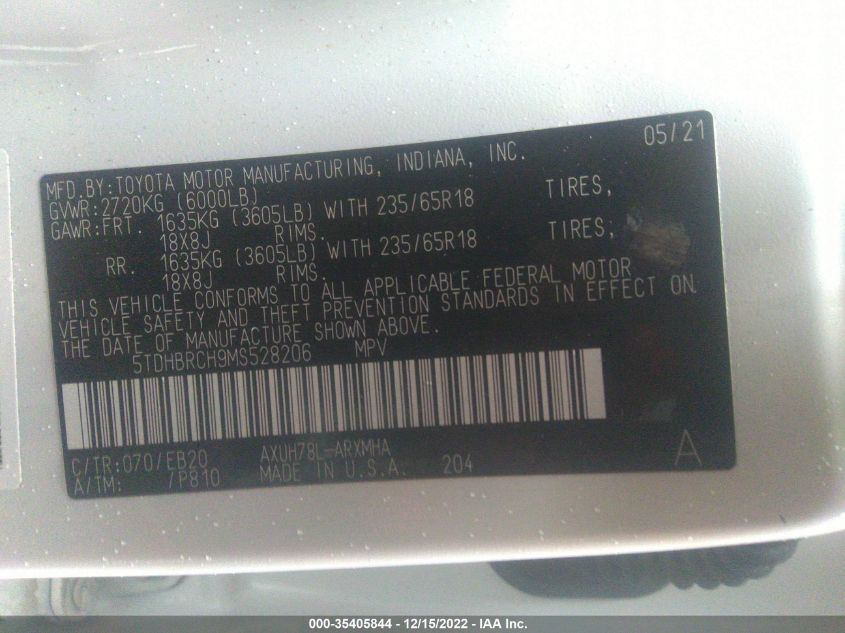 05/21
MFD.BY:TOYOTA MOTOR MANUFACTURING, INDIANA, INC.
GVWR:2720KG (6000LB)
GAWR:FRT. 1635KG (3605LB) WITH 235/65R18 TIRES,
18X8J RIMS.
RR. 1635KG (3605LB) WITH 235/65R18 TIRES,
18X8J RIMS.
THIS VEHICLE CONFORMS TO ALL APPLICABLE FEDERAL MOTOR
VEHICLE SAFETY AND THEFT PREVENTION STANDARDS IN EFFECT ON
THE DATE OF MANUFACTURE SHOWN ABOVE.
5TDHBRCH9MS528206 MPV
C/TR:070/EB20 AXUH78L-ARXMHA
A/TM: /P810 MADE IN U.S.A. 204 A
000-35405844 - 12/15/2022 - IAA Inc.